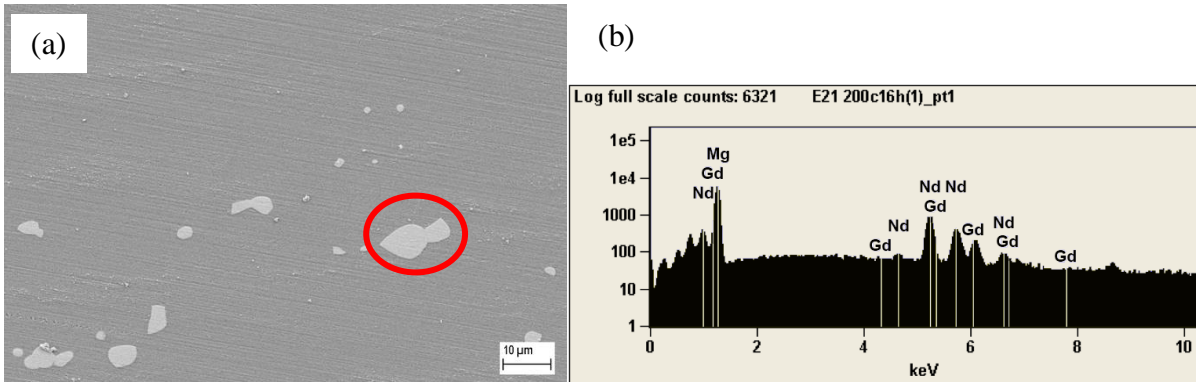 (a)
10 µm
(b)
Log full scale counts: 6321 E21 200c16h(1)_pt1
1e5
1e4
1000
100
10
1
Mg
Gd
Nd
Gd
Nd
Nd Nd
Gd
Gd
Nd
Gd
Gd
0 2 4 6 8 10
keV